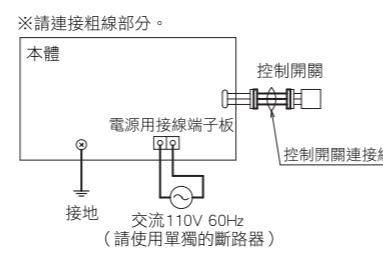 ※請連接粗線部分。
本體
控制開關
電源用接線端子板
控制開關連接線
接地
交流110V 60Hz
（請使用單獨的斷路器）